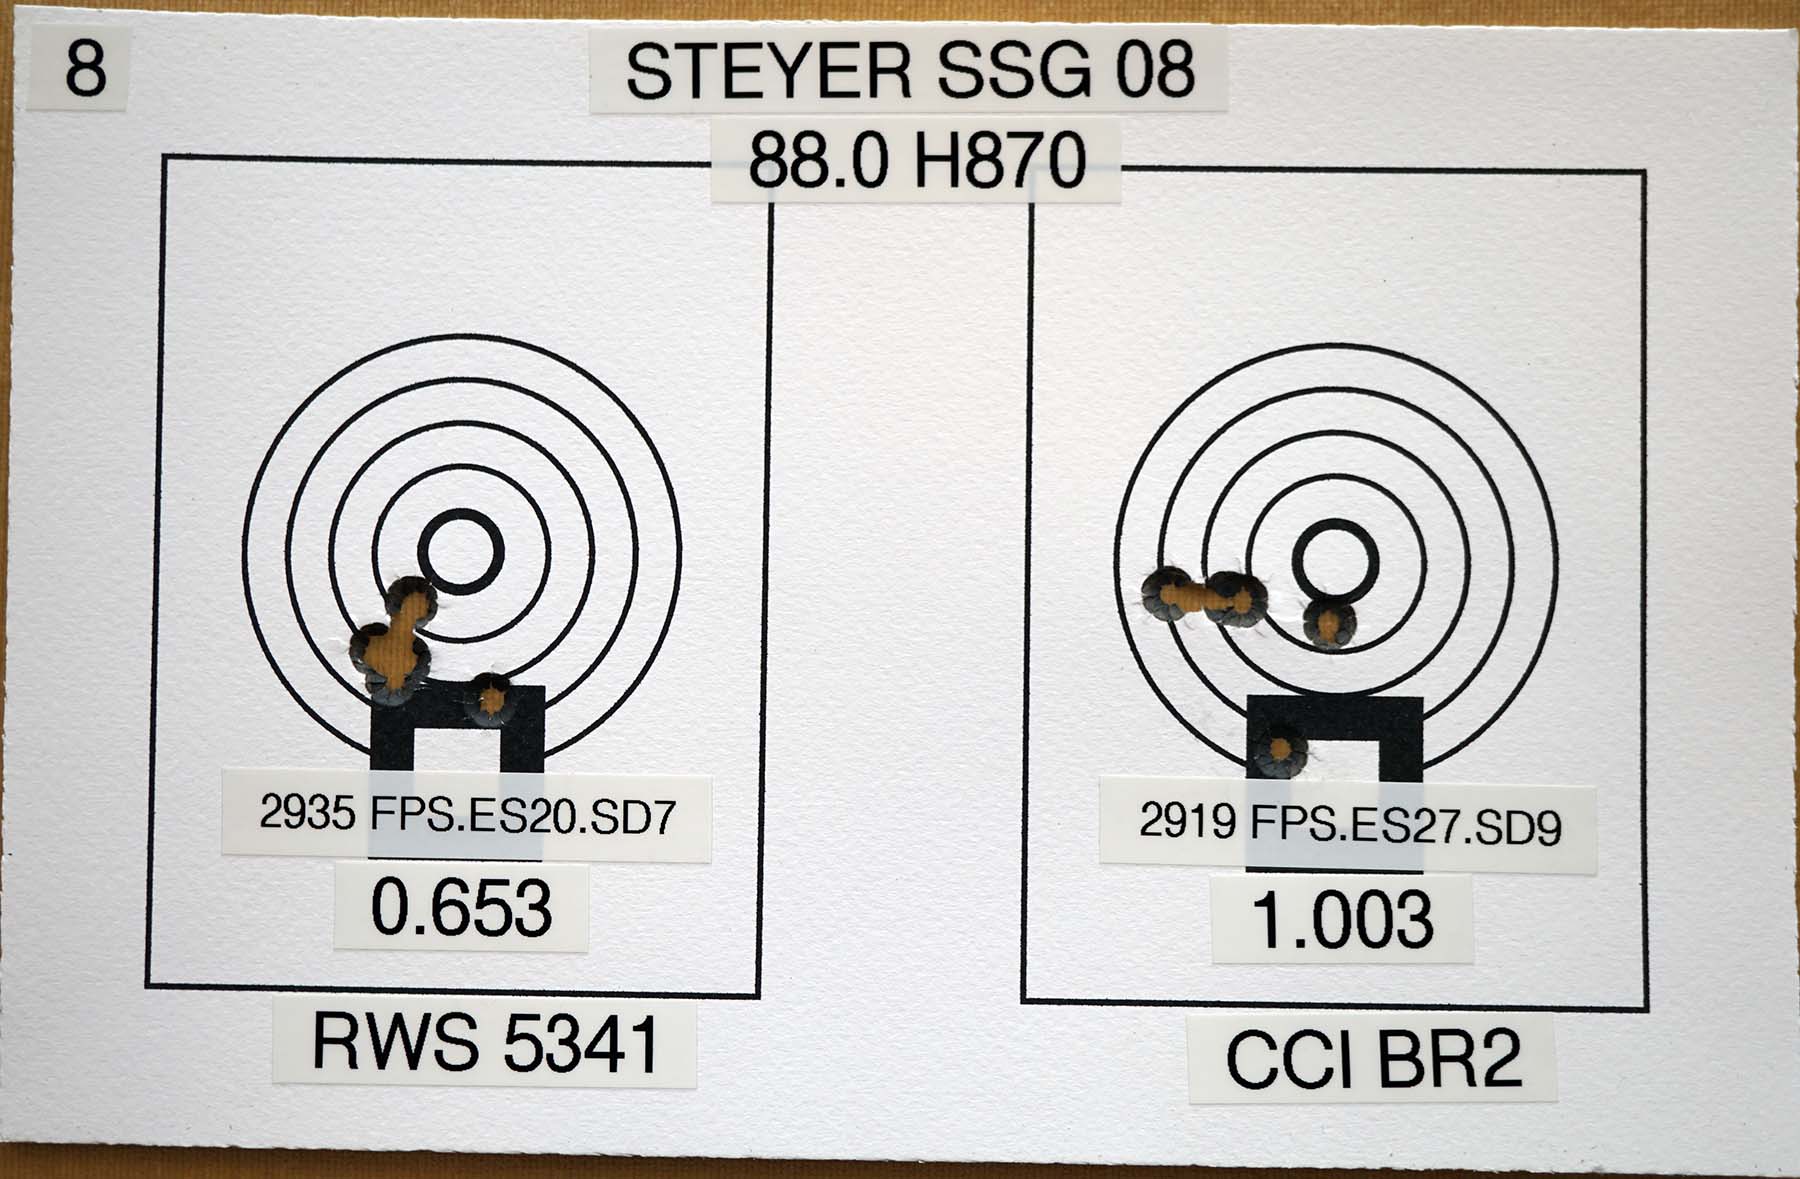 8
STEYER SSG 08
88.0 H870
2935 FPS.ES20.SD7
0.653
RWS 5341
2919 FPS.ES27.SD9
1.003
CCI BR2